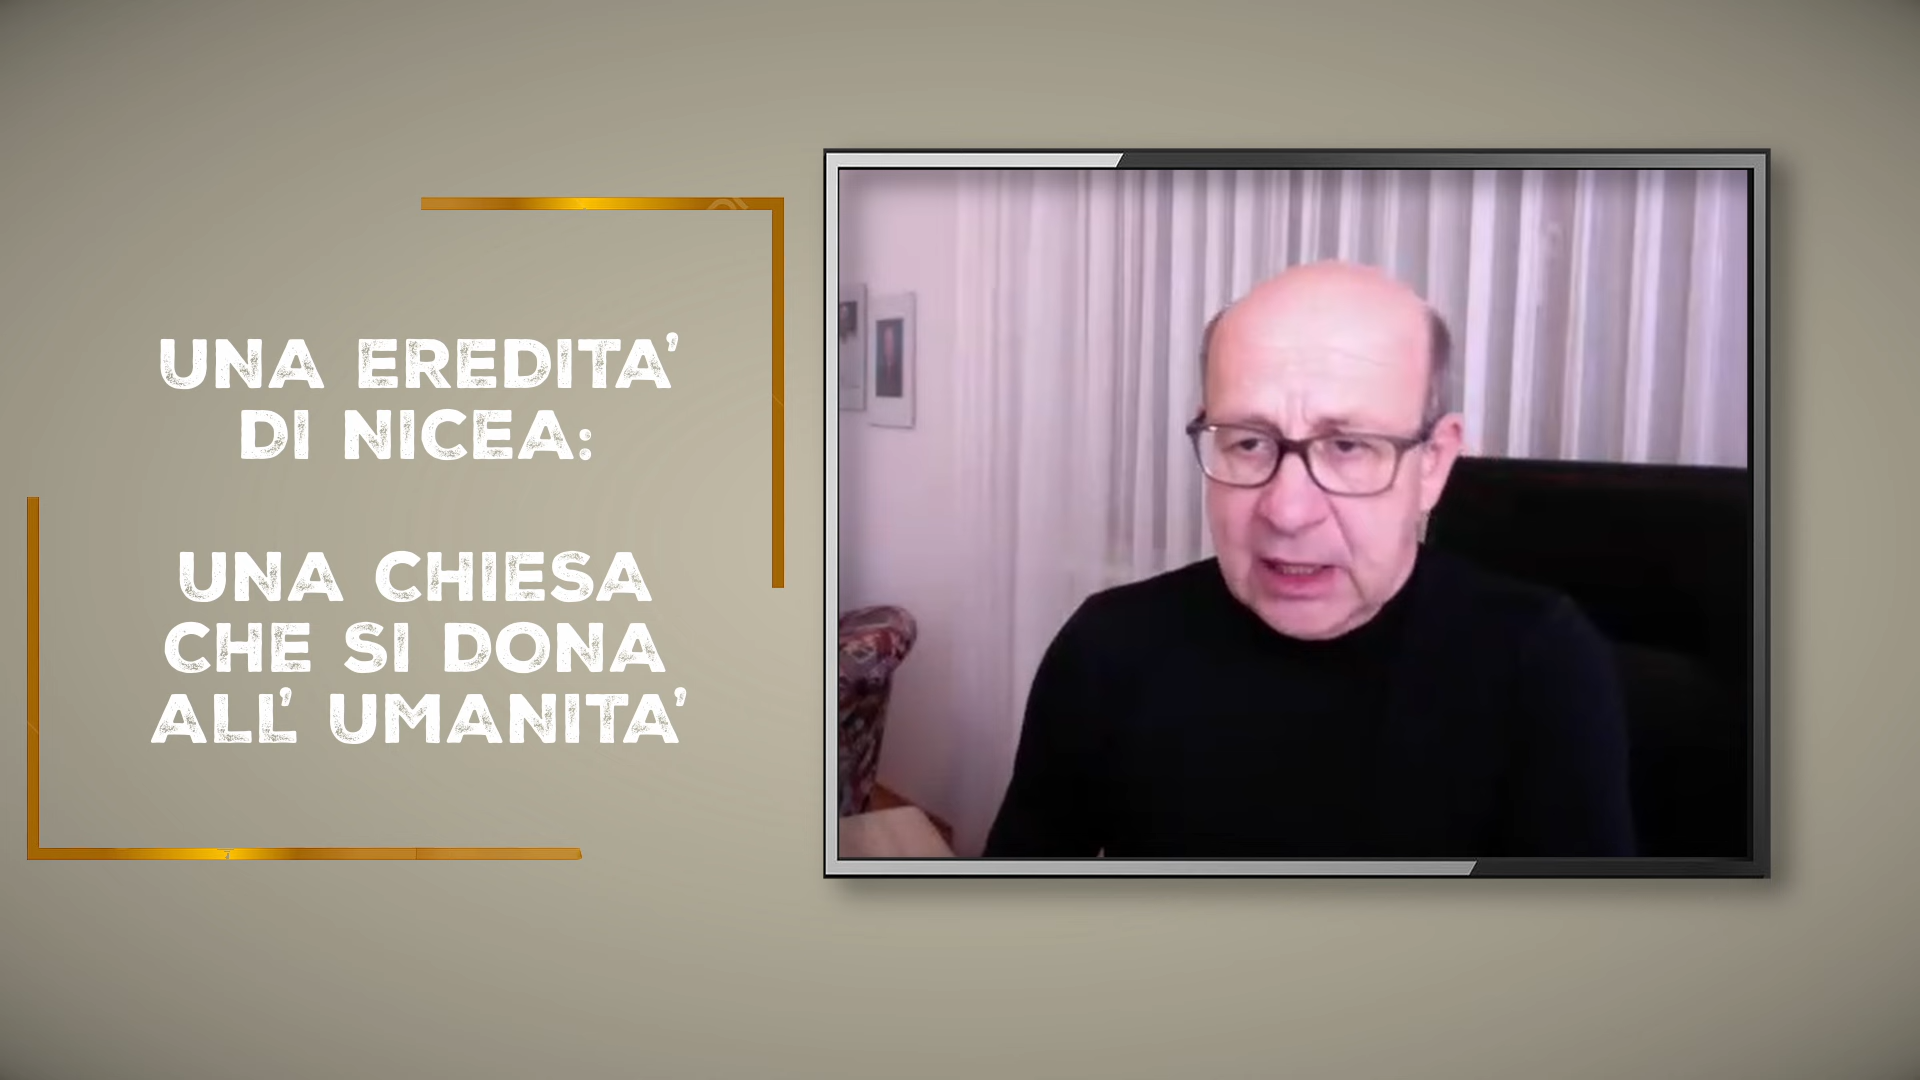 UNA EREDITA'
DI NICEA:
UNA CHIESA
CHE SI DONA
ALL' UMANITA'